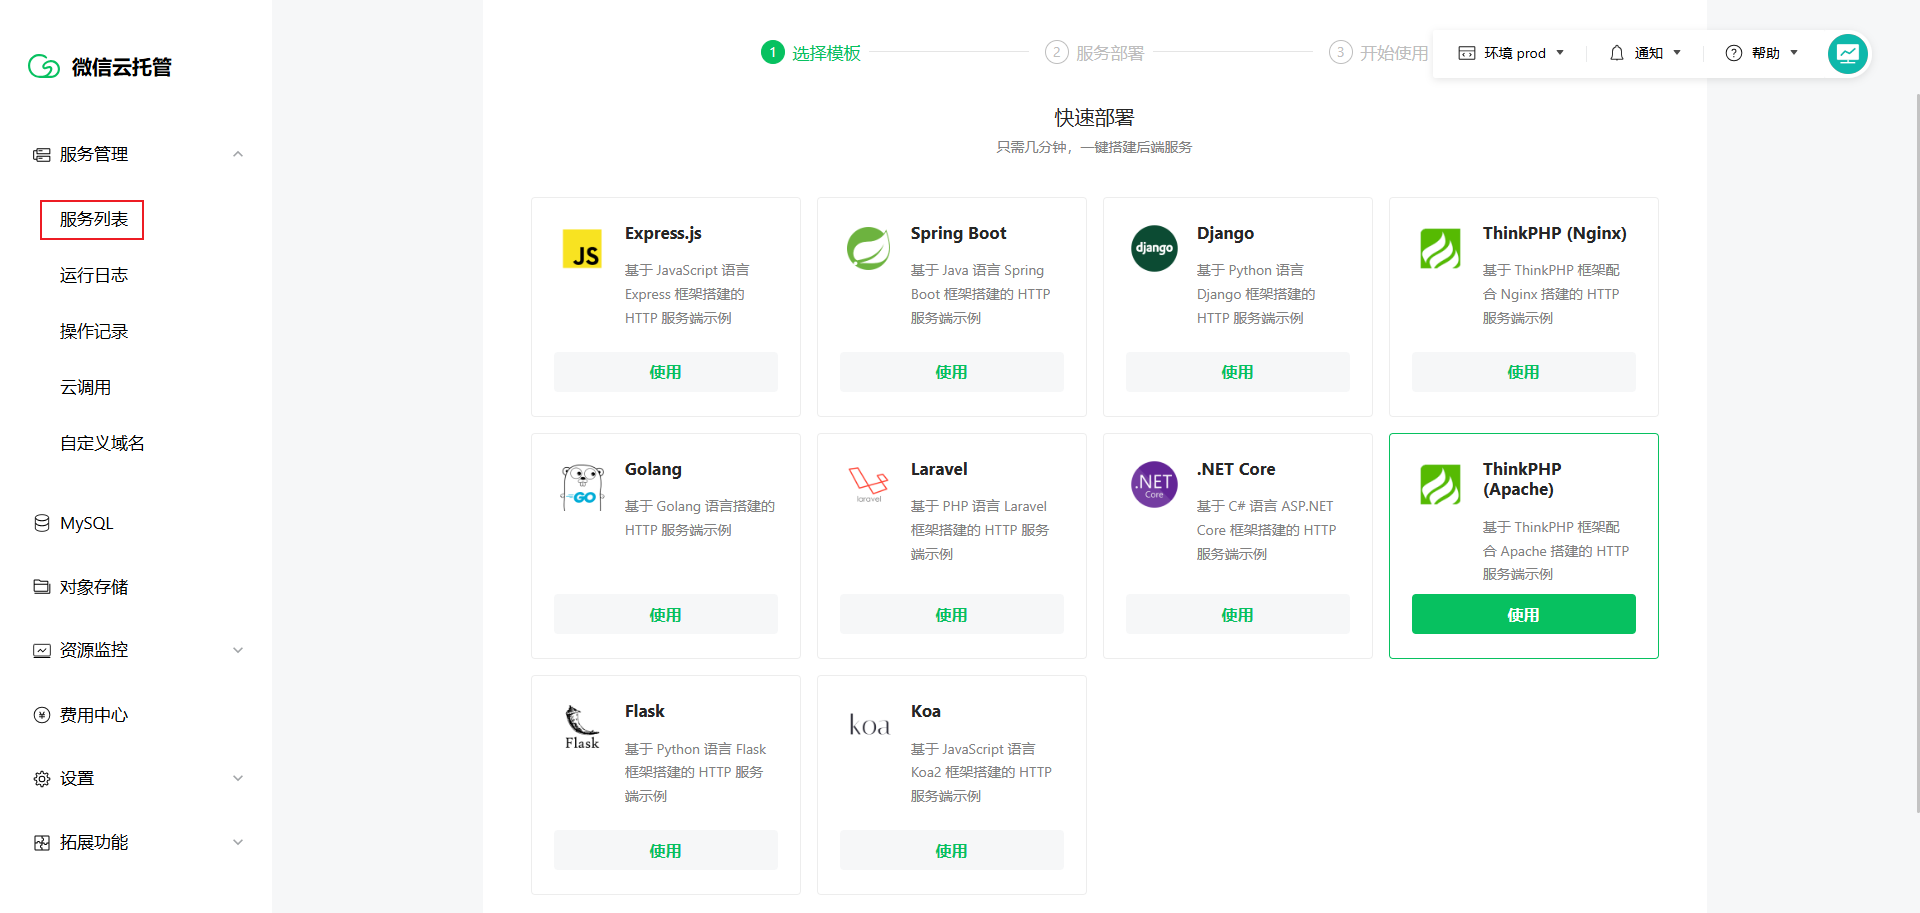 微信云托管
服务管理
服务列表
运行日志
操作记录
云调用
自定义域名
MySQL
对象存储
资源监控
费用中心
设置
拓展功能
1 选择模板
2 服务部署
3 开始使用
环境 prod
通知
帮助
快速部署
只需几分钟，一键搭建后端服务
JS
Express.js
基于 JavaScript 语言
Express 框架搭建的
HTTP 服务端示例
使用
Spring Boot
基于 Java 语言 Spring
Boot 框架搭建的 HTTP
服务端示例
使用
django
Django
基于 Python 语言
Django 框架搭建的
HTTP 服务端示例
使用
ThinkPHP (Nginx)
基于 ThinkPHP 框架配
合 Nginx 搭建的 HTTP
服务端示例
使用
GO
Golang
基于 Golang 语言搭建的
HTTP 服务端示例
使用
laravel
Laravel
基于 PHP 语言 Laravel
框架搭建的 HTTP 服务
端示例
使用
.NET
Core
.NET Core
基于 C# 语言 ASP.NET
Core 框架搭建的 HTTP
服务端示例
使用
ThinkPHP
(Apache)
基于 ThinkPHP 框架配
合 Apache 搭建的 HTTP
服务端示例
使用
Flask
Flask
基于 Python 语言 Flask
框架搭建的 HTTP 服务
端示例
使用
koa
Koa
基于 JavaScript 语言
Koa2 框架搭建的 HTTP
服务端示例
使用